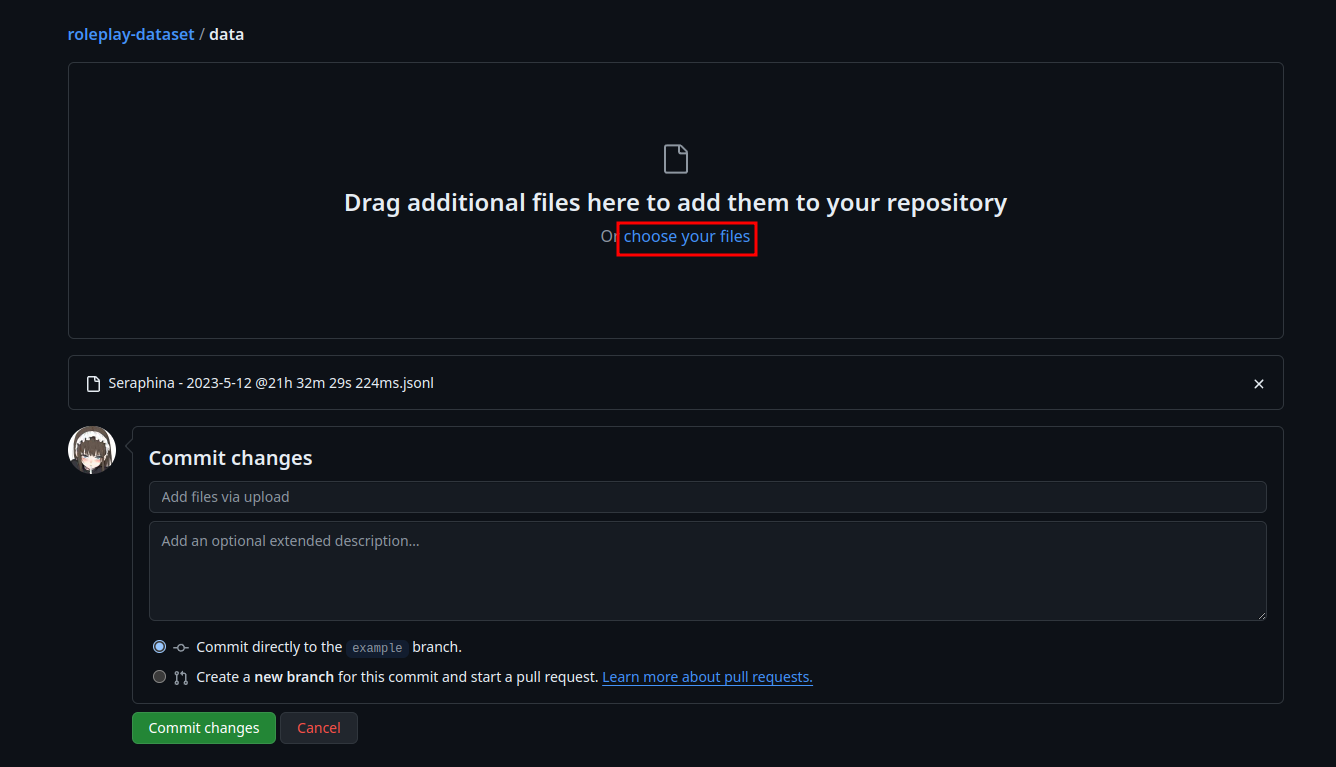 roleplay-dataset / data
Drag additional files here to add them to your repository
Or choose your files
Seraphina - 2023-5-12 @21h 32m 29s 224ms.jsonl
Commit changes
Add files via upload
Add an optional extended description...
Commit directly to the example branch.
Create a new branch for this commit and start a pull request. Learn more about pull requests.
Commit changes Cancel